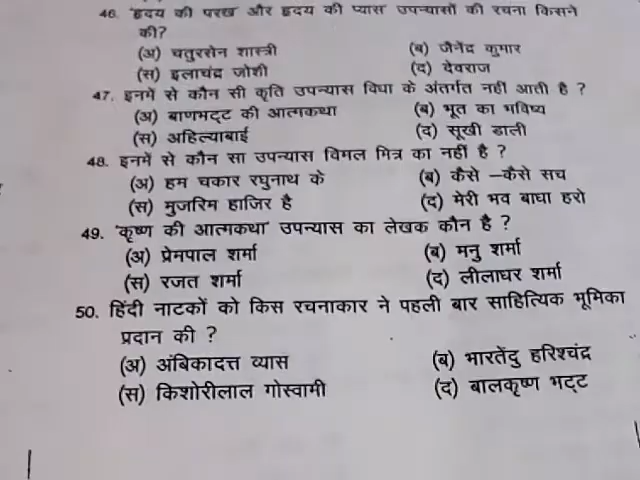 46. 'हृदय की परख' और हृदय की प्यास' उपन्यासों की रचना किसने
की?
(अ) चतुरसेन शास्त्री (ब) जैनेंद्र कुमार
(स) इलाचंद्र जोशी (द) देवराज
47. इनमें से कौन सी कृति उपन्यास विधा के अंतर्गत नहीं आती है ?
(अ) बाणभट्ट की आत्मकथा (ब) भूत का भविष्य
(स) अहिल्याबाई (द) सूखी डाली
48. इनमें से कौन सा उपन्यास विमल मित्र का नहीं है ?
(अ) हम चकार रघुनाथ के (ब) कैसे –कैसे सच
(स) मुजरिम हाजिर है (द) मेरी भव बाधा हरो
49. 'कृष्ण की आत्मकथा' उपन्यास का लेखक कौन है ?
(अ) प्रेमपाल शर्मा (ब) मनु शर्मा
(स) रजत शर्मा (द) लीलाधर शर्मा
50. हिंदी नाटकों को किस रचनाकार ने पहली बार साहित्यिक भूमिका
प्रदान की ?
(अ) अंबिकादत्त व्यास (ब) भारतेंदु हरिश्चंद्र
(स) किशोरीलाल गोस्वामी (द) बालकृष्ण भट्ट